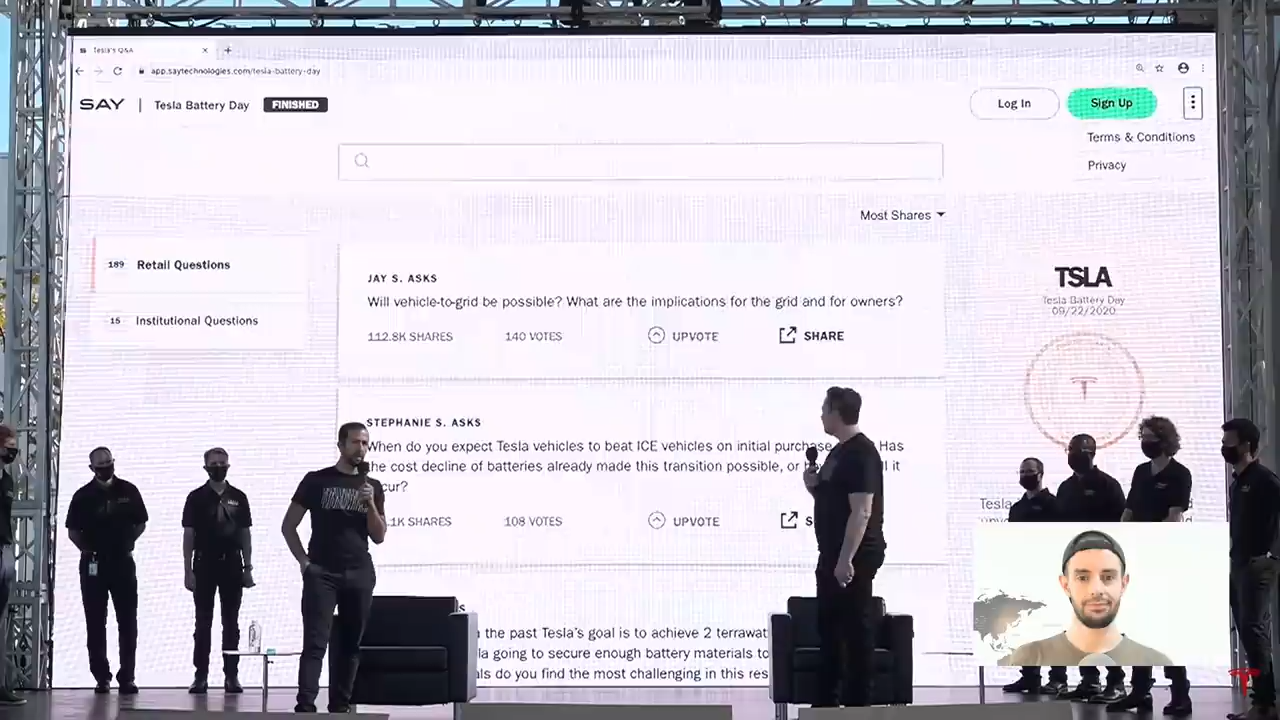 Tesla's Q&A
app.saytechnologies.com/tesla-battery-day
SAY | Tesla Battery Day FINISHED
Log In
Sign Up
Terms & Conditions
Privacy
Most Shares
189 Retail Questions
15 Institutional Questions
JAY S. ASKS
Will vehicle-to-grid be possible? What are the implications for the grid and for owners?
112.8K SHARES 140 VOTES UPVOTE SHARE
STEPHANIE S. ASKS
When do you expect Tesla vehicles to beat ICE vehicles on initial purchase Has
the cost decline of batteries already made this transition possible, or it
1K SHARES 108 VOTES UPVOTE
the past Tesla's goal is to achieve 2 terrawat
going to secure enough battery materials to
do you find the most challenging in this res
TSLA
Tesla Battery Day
09/22/2020